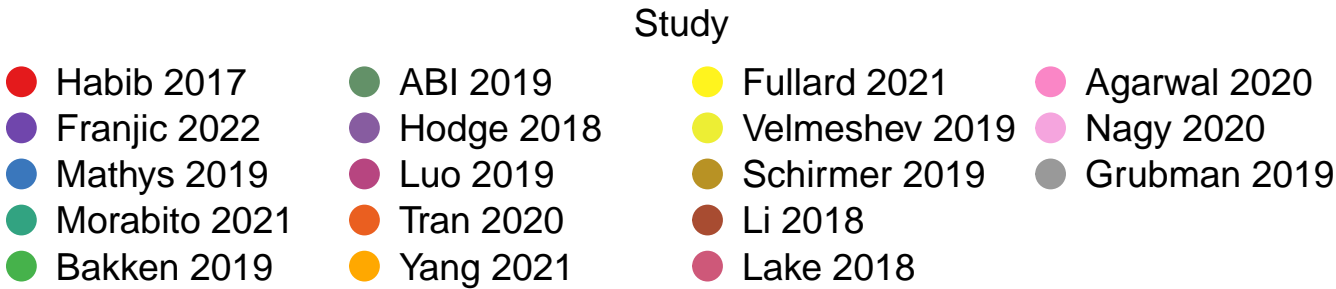 Study
Habib 2017
Franjic 2022
Mathys 2019
Morabito 2021
Bakken 2019
ABI 2019
Hodge 2018
Luo 2019
Tran 2020
Yang 2021
Fullard 2021
Velmeshev 2019
Schirmer 2019
Li 2018
Lake 2018
Agarwal 2020
Nagy 2020
Grubman 2019